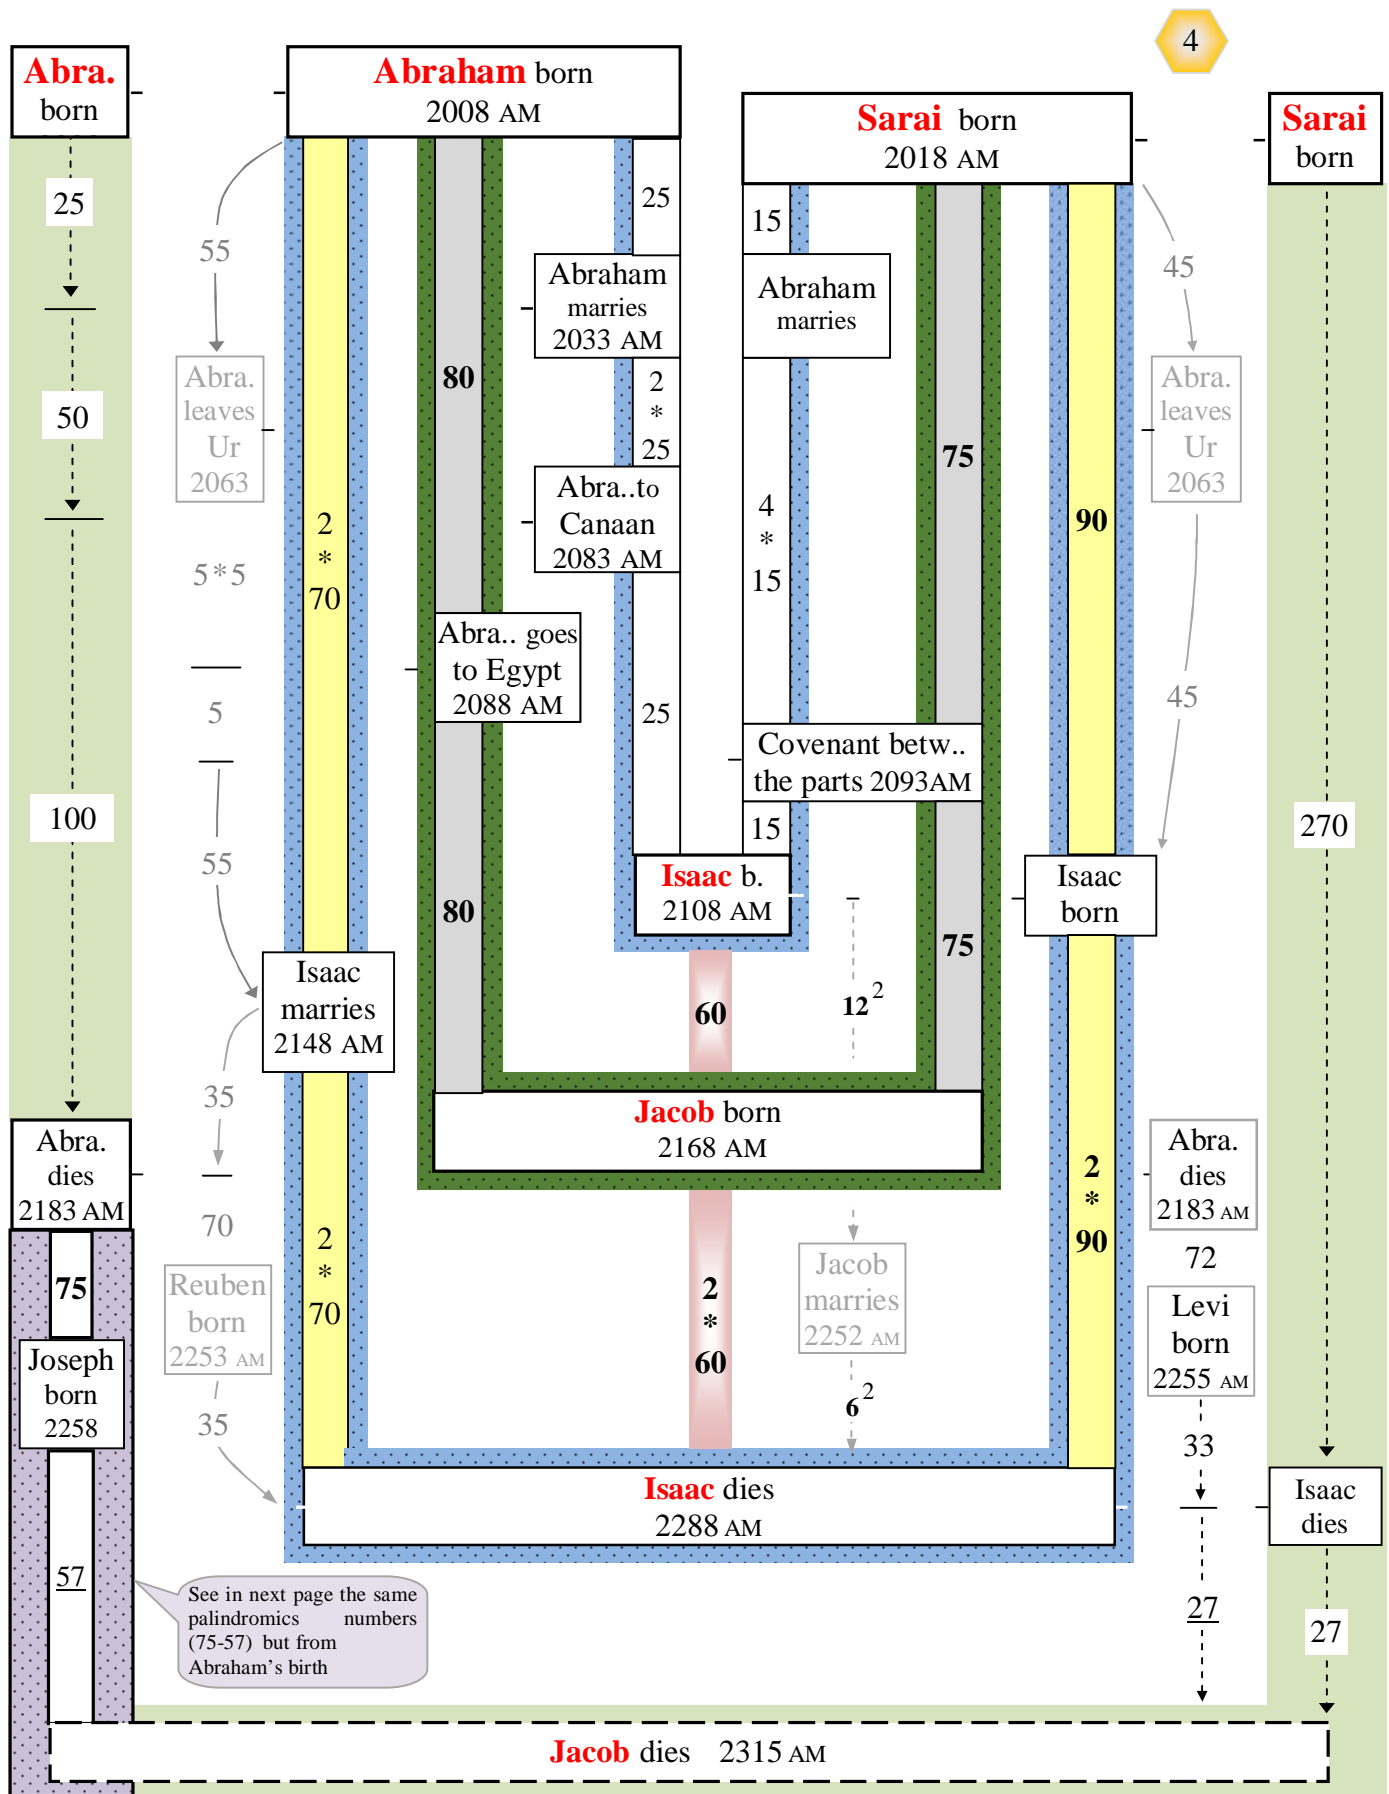 4
Abra.
born
Abraham born
2008 AM
Sarai born
2018 AM
Sarai
born
25
55
25
15
45
Abraham
marries
2033 AM
Abraham
marries
Abra.
leaves
Ur
2063
80
2
*
25
Abra.
leaves
Ur
2063
50
75
Abra..to
Canaan
2083 AM
2
*
70
4
*
15
90
5*5
Abra.. goes
to Egypt
2088 AM
5
25
45
Covenant betw..
the parts 2093AM
100
15
270
55
80
Isaac b.
2108 AM
Isaac
born
75
Isaac
marries
2148 AM
60
12²
35
Jacob born
2168 AM
Abra.
dies
2183 AM
Abra.
dies
2183 AM
2
*
90
70
2
*
70
72
75
Reuben
born
2253 AM
2
*
60
Jacob
marries
2252 AM
Levi
born
2255 AM
Joseph
born
2258
35
6²
33
Isaac dies
2288 AM
Isaac
dies
57
See in next page the same
palindromics numbers
(75-57) but from
Abraham’s birth
27
27
Jacob dies 2315 AM